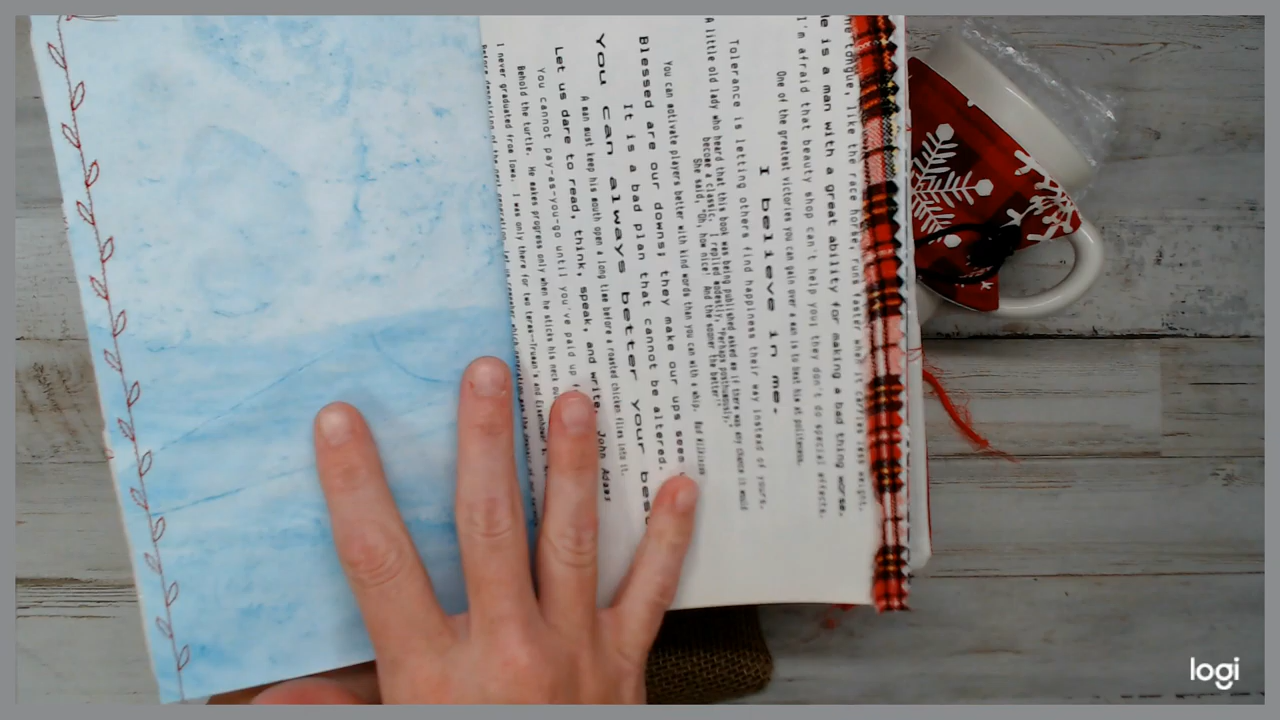 tongue, like the race horse, runs faster when it carries less weight.
He is a man with a great ability for making a bad thing worse.
I'm afraid that beauty shop can't help you; they don't do special effects.
One of the greatest victories you can gain over a man is to beat him at politeness.
I believe in me.
Tolerance is letting others find happiness their way instead of yours.
A little old lady who heard that this book was being published asked me if there was any chance it would
become a classic. I replied modestly, "Perhaps posthumously."
She said, "Oh, how nice! And the sooner the better."
You can motivate players better with kind words than you can with a whip. Bud Wilkinson
Blessed are our downs; they make our ups seem
It is a bad plan that cannot be altered.
You can always better your best
A man must keep his mouth open a long time before a roasted chicken flies into it.
Let us dare to read, think, speak, and write. John Adams
You cannot pay-as-you-go until you've paid up
Behold the turtle. He makes progress only when he sticks his neck
I never graduated from Iowa. I was only there for two terms—Truman's and
logi